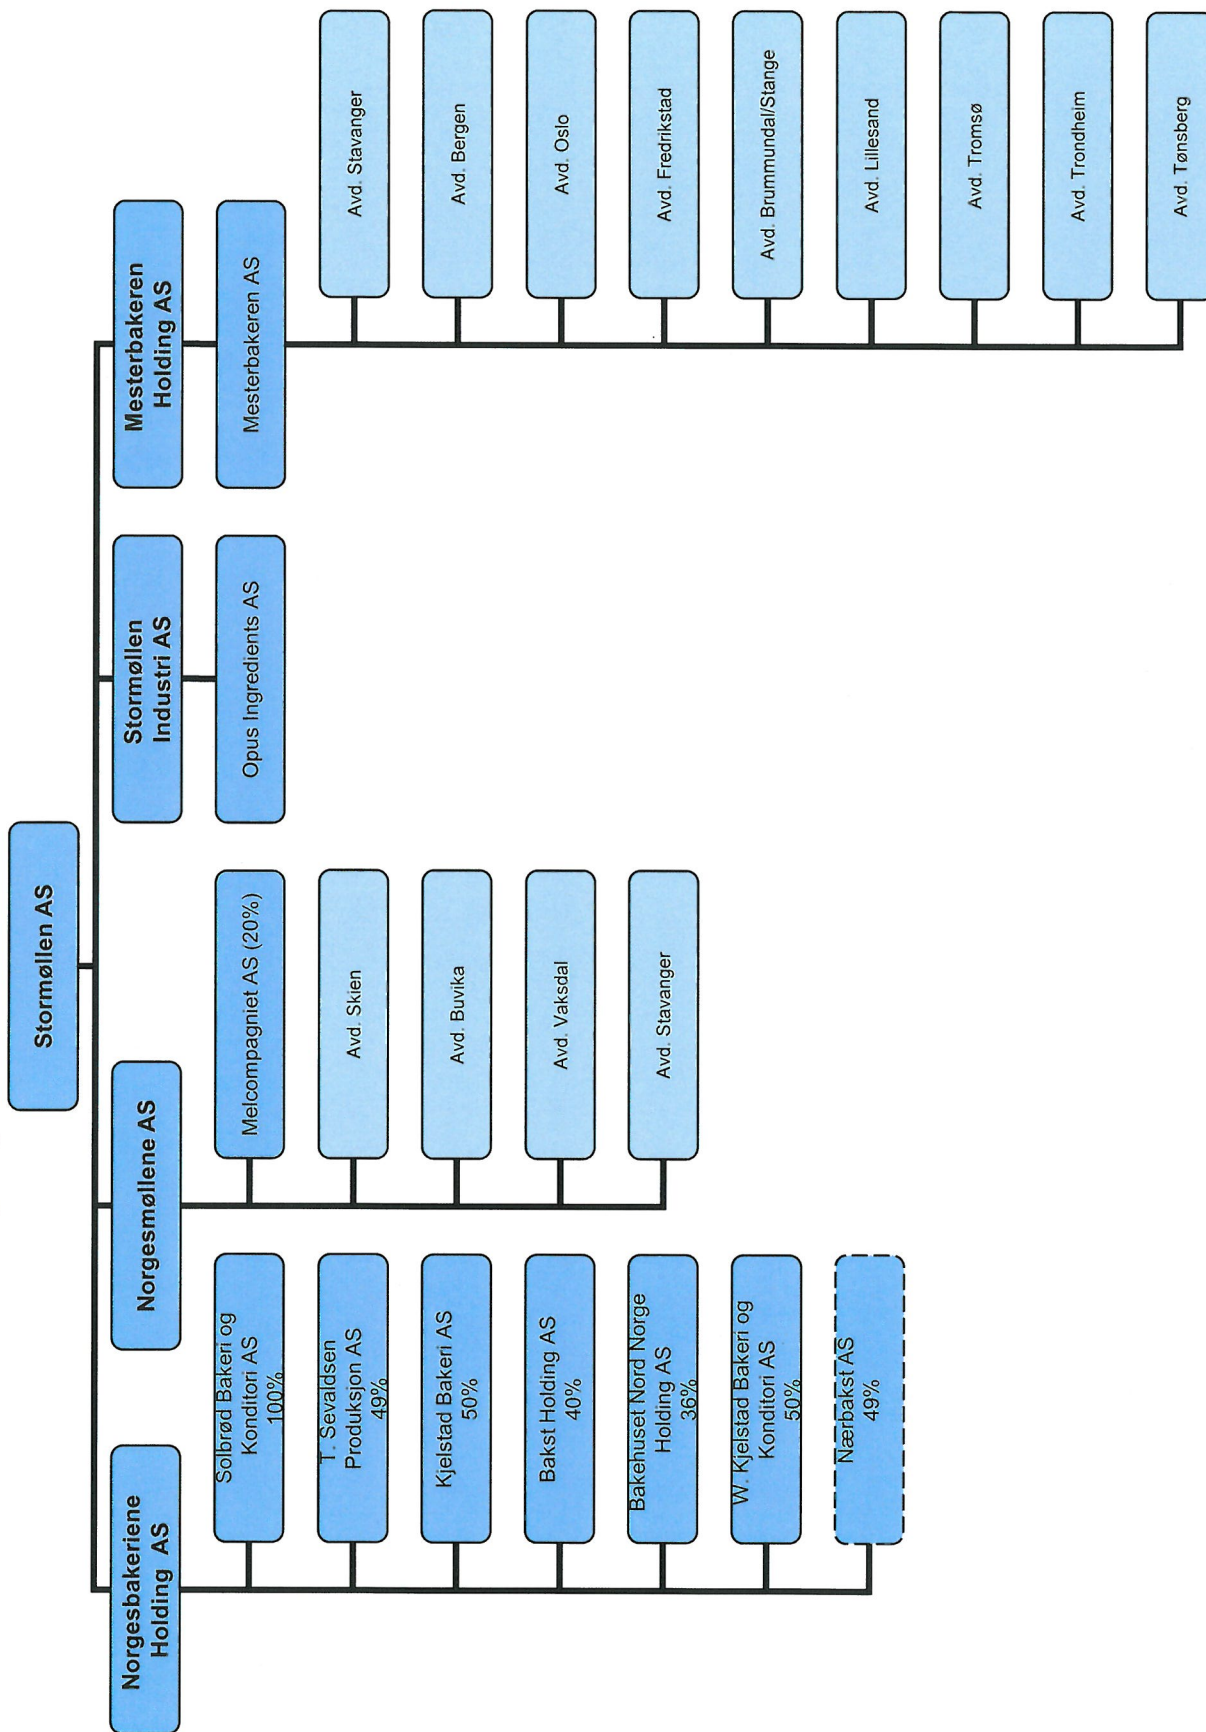 Stormøllen AS
Norgesbakeriene
Holding AS
Solbrød Bakeri og
Konditori AS
100%
T. Sevaldsen
Produksjon AS
49%
Kjelstad Bakeri AS
50%
Bakst Holding AS
40%
Bakehuset Nord Norge
Holding AS
36%
W. Kjelstad Bakeri og
Konditori AS
50%
Nærbakst AS
49%
Norgesmøllene AS
Melcompagniet AS (20%)
Avd. Skien
Avd. Buvika
Avd. Vaksdal
Avd. Stavanger
Stormøllen
Industri AS
Opus Ingredients AS
Mesterbakeren
Holding AS
Mesterbakeren AS
Avd. Stavanger
Avd. Bergen
Avd. Oslo
Avd. Fredrikstad
Avd. Brummundal/Stange
Avd. Lillesand
Avd. Tromsø
Avd. Trondheim
Avd. Tønsberg